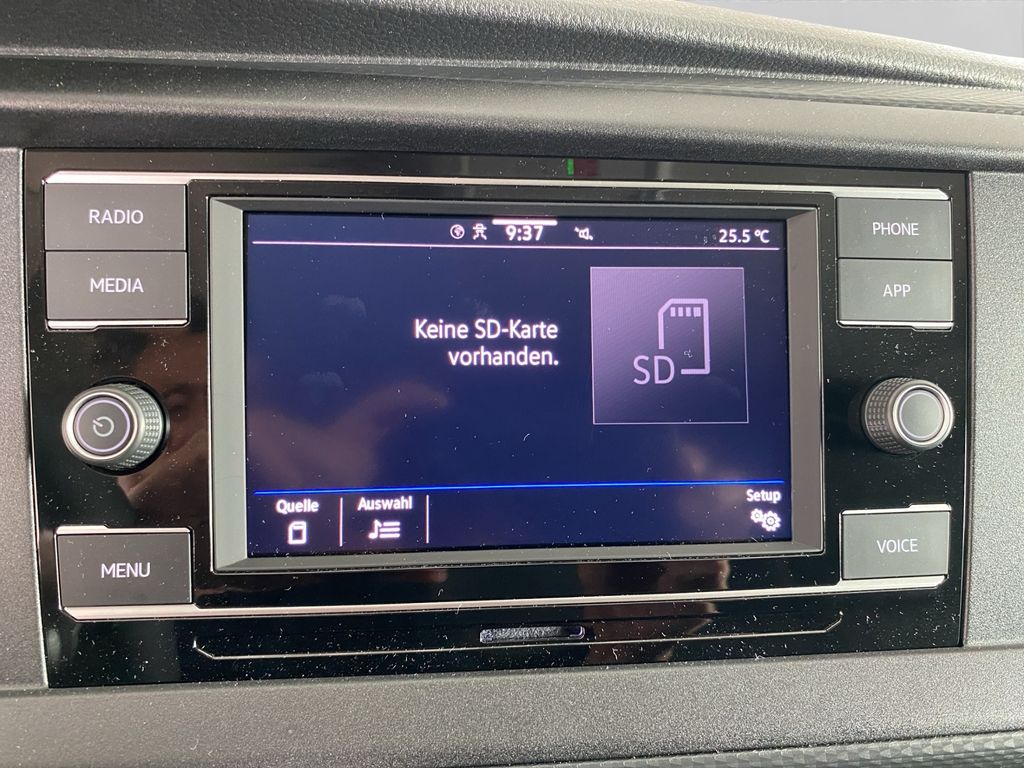 RADIO
MEDIA
MENU
PHONE
APP
VOICE
9:37
25.5 °C
Keine SD-Karte
vorhanden.
SD
Quelle
Auswahl
Setup